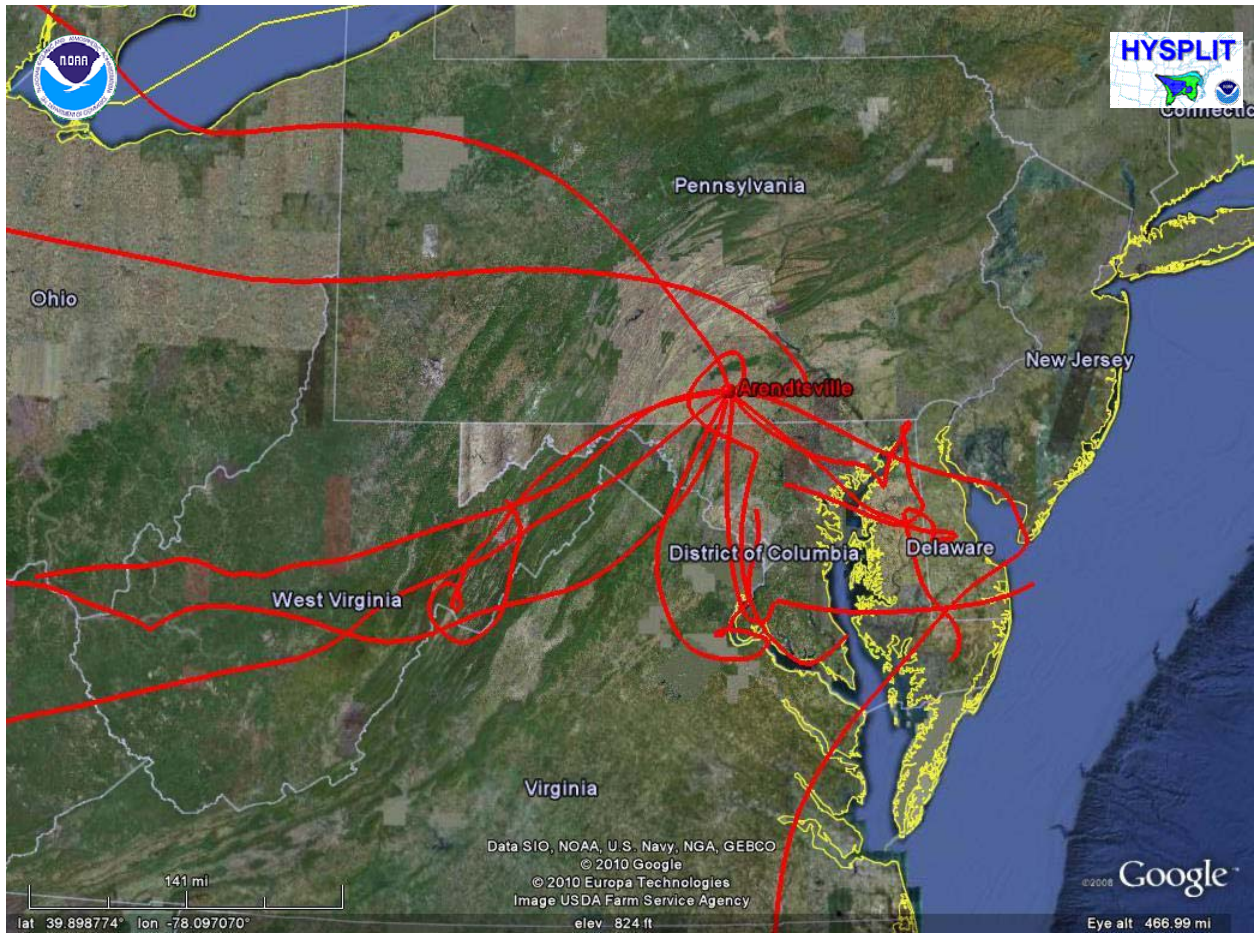 NOAA
HYSPLIT
Connectic
Pennsylvania
Ohio
New Jersey
Arendtsville
District of Columbia
Delaware
West Virginia
Virginia
Data SIO, NOAA, U.S. Navy, NGA, GEBCO
© 2010 Google
© 2010 Europa Technologies
Image USDA Farm Service Agency
141 mi
©2008 Google
lat 39.898774° lon -78.097070°
elev 824 ft
Eye alt 466.99 mi